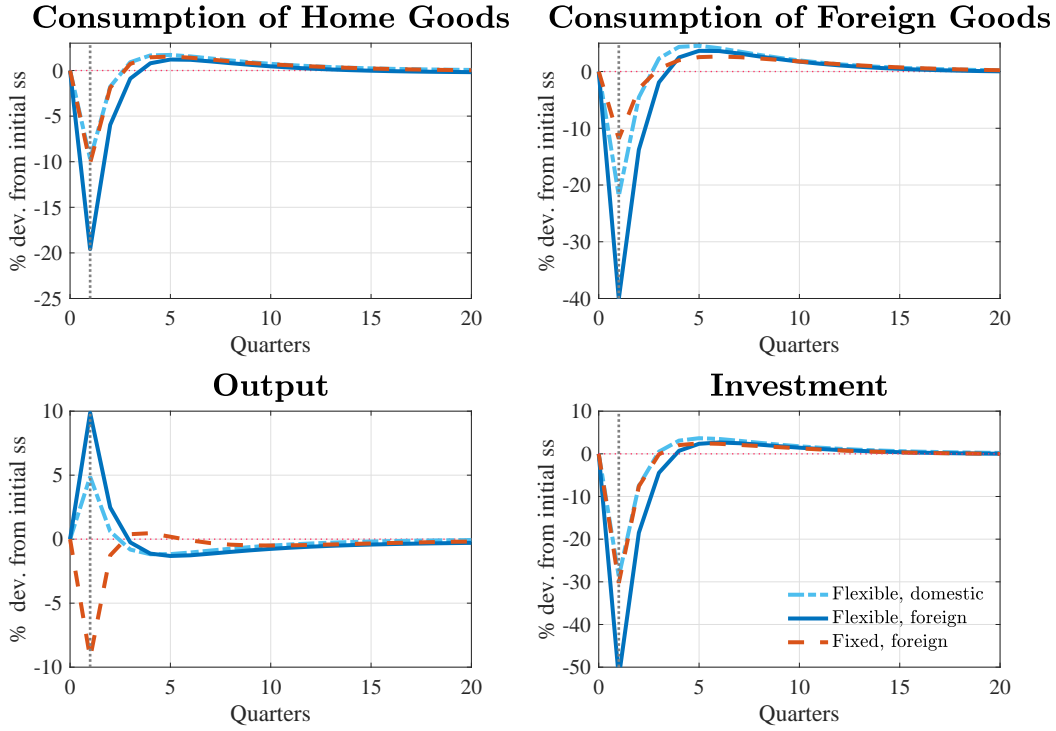 Consumption of Home Goods
% dev. from initial ss
0
-5
-10
-15
-20
-25
0 5 10 15 20
Quarters
Consumption of Foreign Goods
% dev. from initial ss
0
-10
-20
-30
-40
0 5 10 15 20
Quarters
Output
% dev. from initial ss
10
5
0
-5
-10
0 5 10 15 20
Quarters
Investment
% dev. from initial ss
10
0
-10
-20
-30
-40
-50
0 5 10 15 20
Quarters
Flexible, domestic
Flexible, foreign
Fixed, foreign